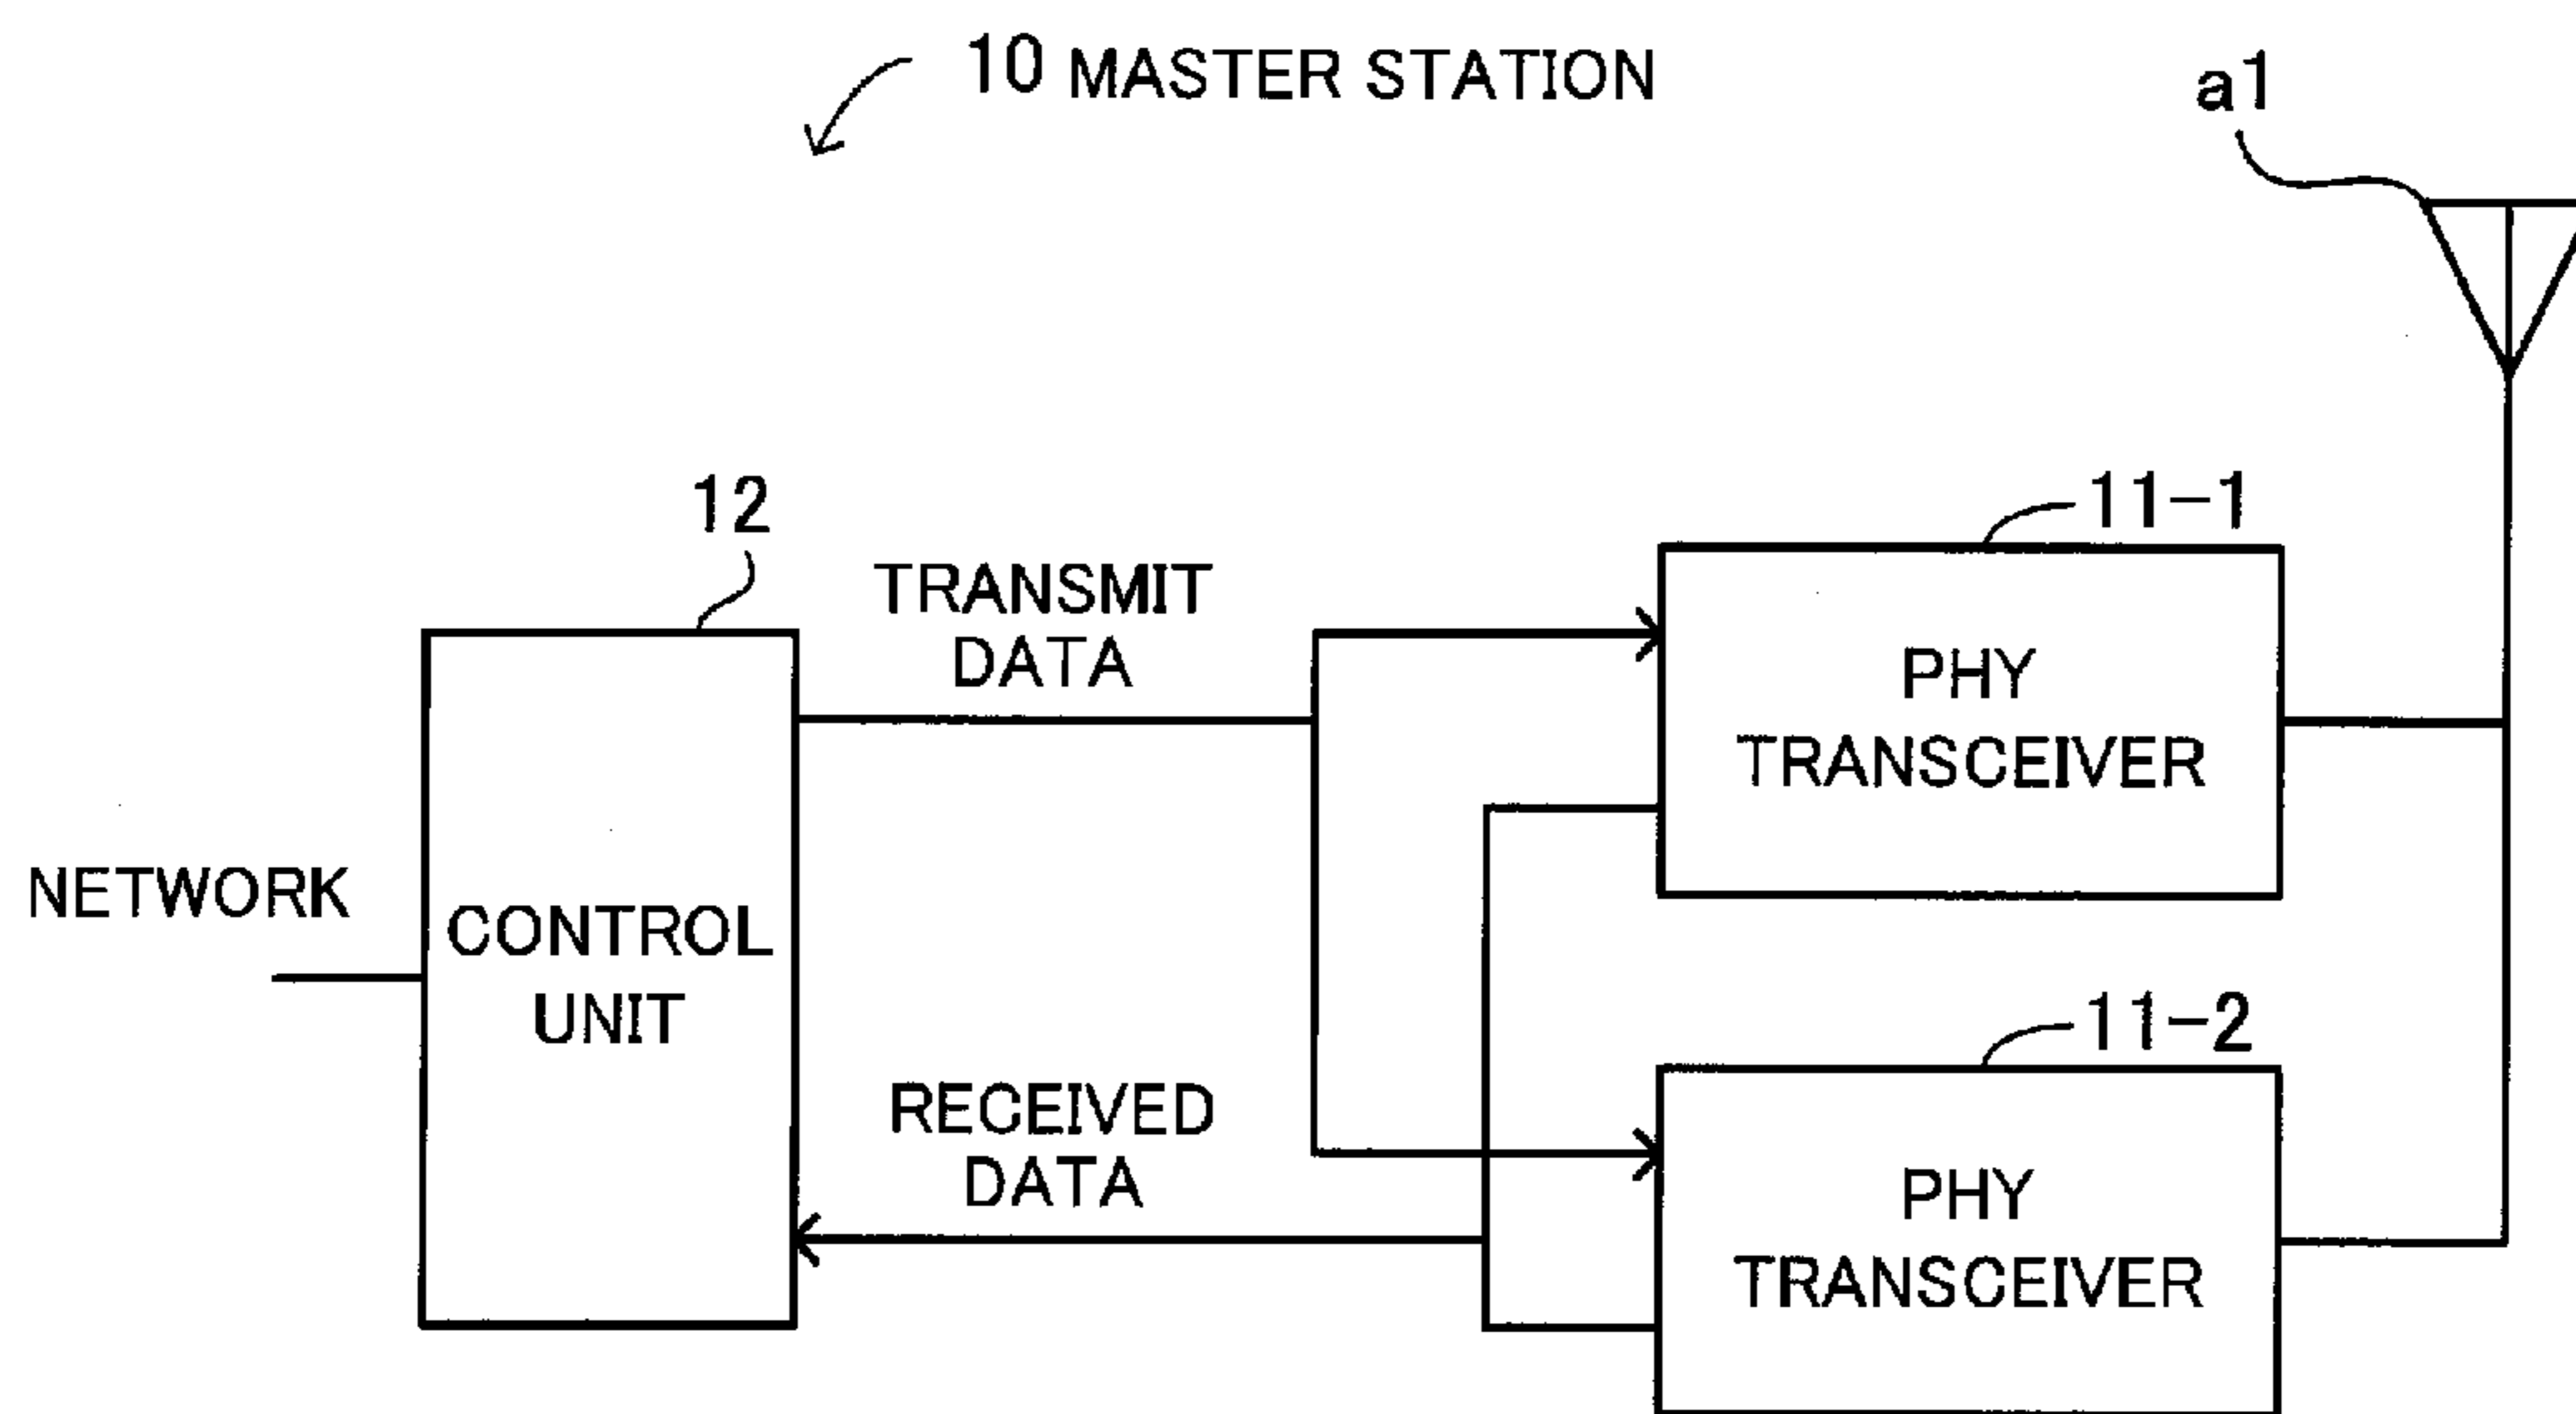 10 MASTER STATION
a1
12
TRANSMIT
DATA
11-1
PHY
TRANSCEIVER
NETWORK
CONTROL
UNIT
RECEIVED
DATA
11-2
PHY
TRANSCEIVER